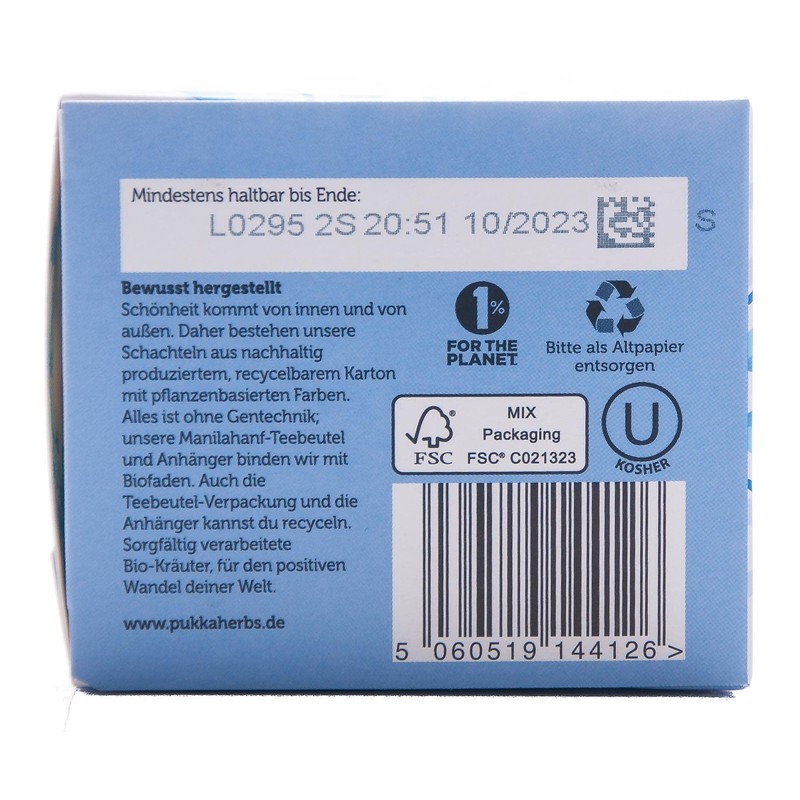 Mindestens haltbar bis Ende:
L0295 2S 20:51 10/2023 S
Bewusst hergestellt
Schönheit kommt von innen und von
außen. Daher bestehen unsere
Schachteln aus nachhaltig
produziertem, recycelbarem Karton
mit pflanzenbasierten Farben.
Alles ist ohne Gentechnik;
unsere Manilahanf-Teebeutel
und Anhänger binden wir mit
Biofaden. Auch die
Teebeutel-Verpackung und die
Anhänger kannst du recyceln.
Sorgfältig verarbeitete
Bio-Kräuter, für den positiven
Wandel deiner Welt.
www.pukkaherbs.de
1%
FOR THE
PLANET
Bitte als Altpapier
entsorgen
FSC
MIX
Packaging
FSC® C021323
U
KOSHER
5 060519 144126 >